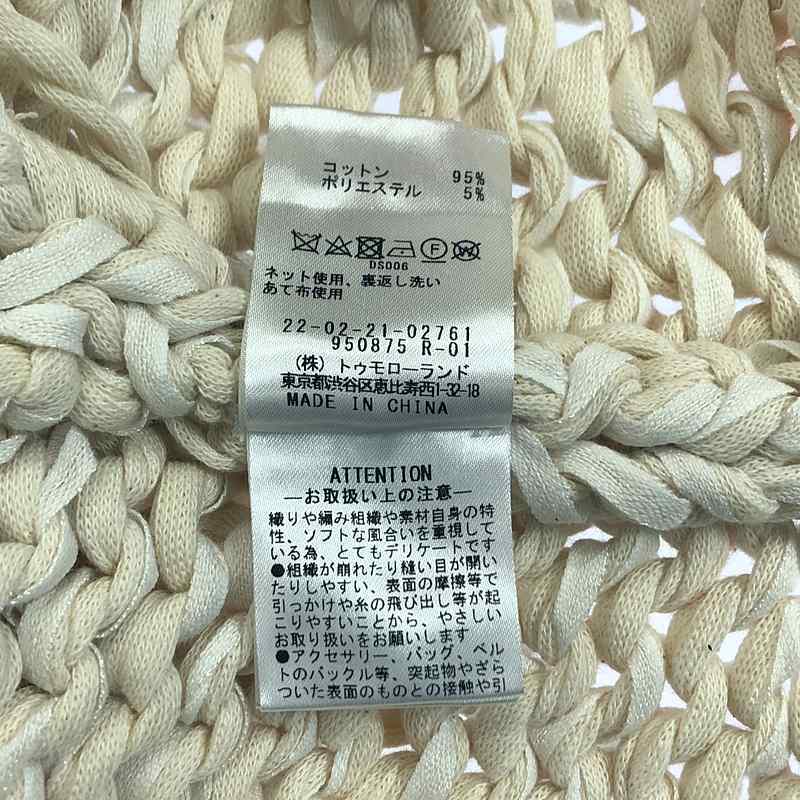 コットン 95%
ポリエステル 5%
F W
DS006
ネット使用、裏返し洗い
あて布使用
22-02-21-02761
950875 R-01
(株) トゥモローランド
東京都渋谷区恵比寿西1-32-18
MADE IN CHINA
ATTENTION
―お取扱い上の注意―
織りや編み組織や素材自身の特
性、ソフトな風合いを重視して
いる為、とてもデリケートです
●組織が崩れたり縫い目が開い
たりしやすい、表面の摩擦等で
引っかけや糸の飛び出し等が起
こりやすいことから、やさしい
お取り扱いをお願いします
●アクセサリー、バッグ、ベル
トのバックル等、突起物やざら
ついた表面のものとの接触や引